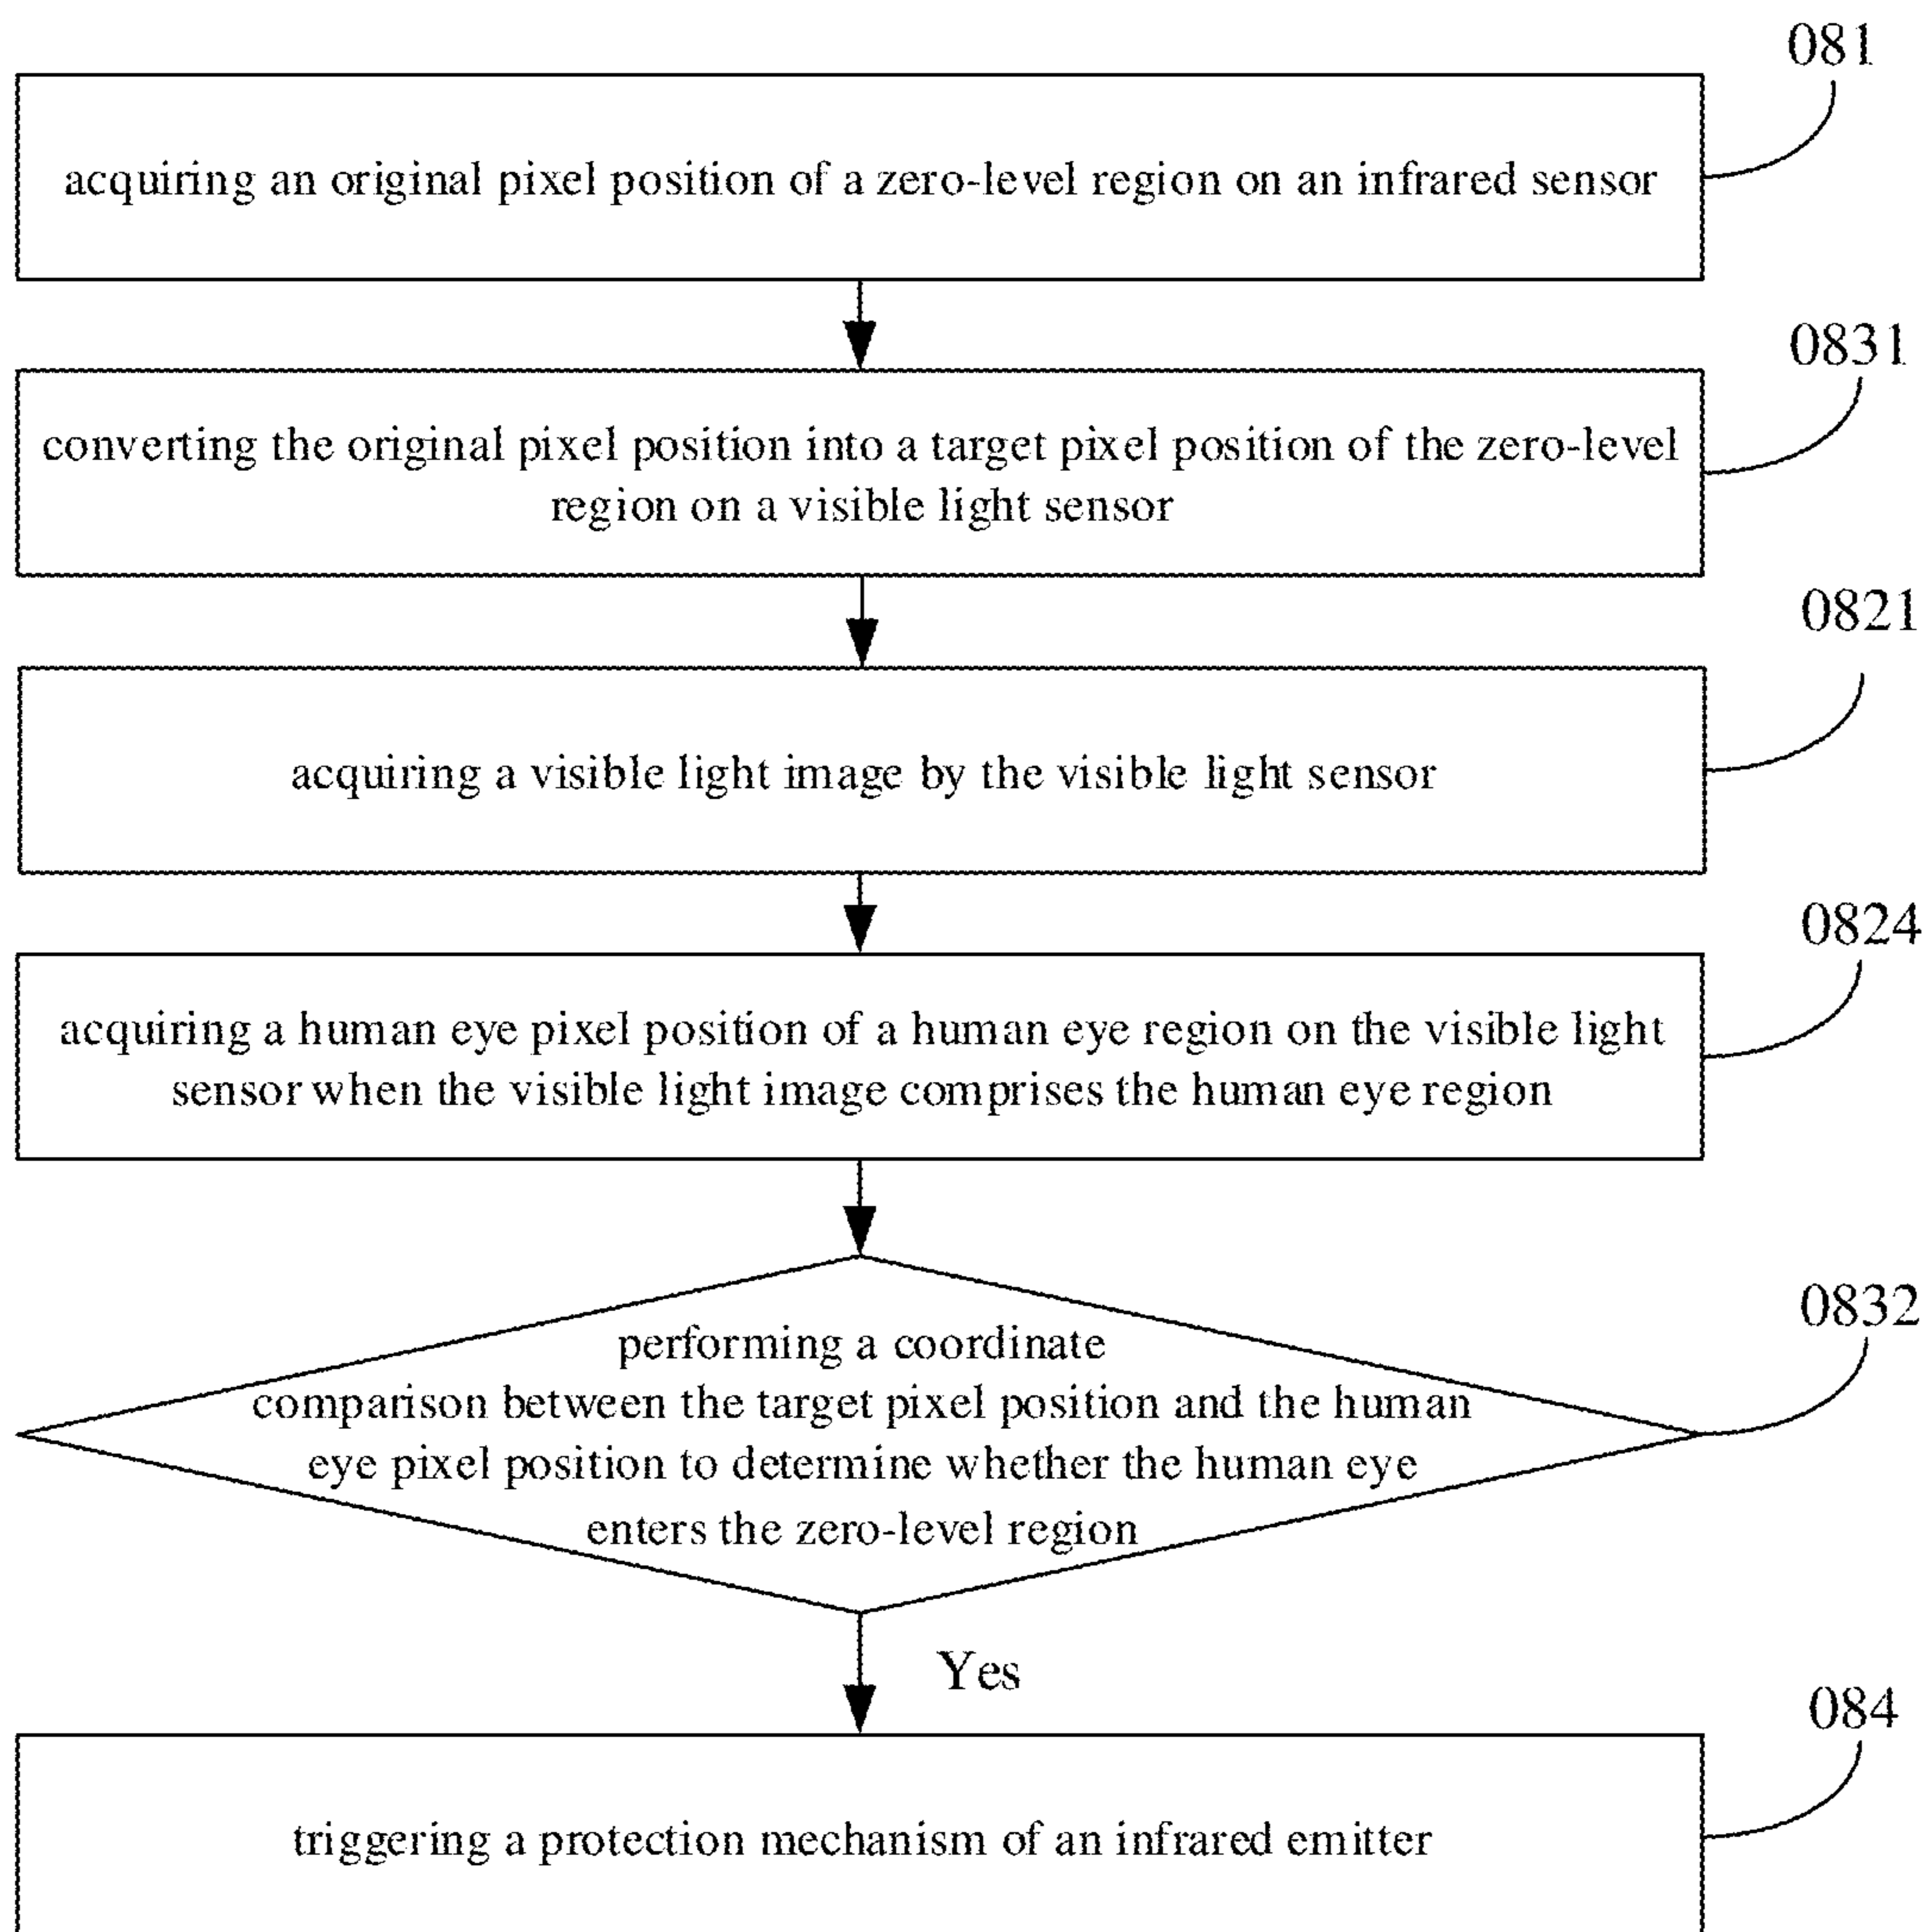 081
acquiring an original pixel position of a zero-level region on an infrared sensor
0831
converting the original pixel position into a target pixel position of the zero-level
region on a visible light sensor
0821
acquiring a visible light image by the visible light sensor
0824
acquiring a human eye pixel position of a human eye region on the visible light
sensor when the visible light image comprises the human eye region
0832
performing a coordinate
comparison between the target pixel position and the human
eye pixel position to determine whether the human eye
enters the zero-level region
Yes
084
triggering a protection mechanism of an infrared emitter